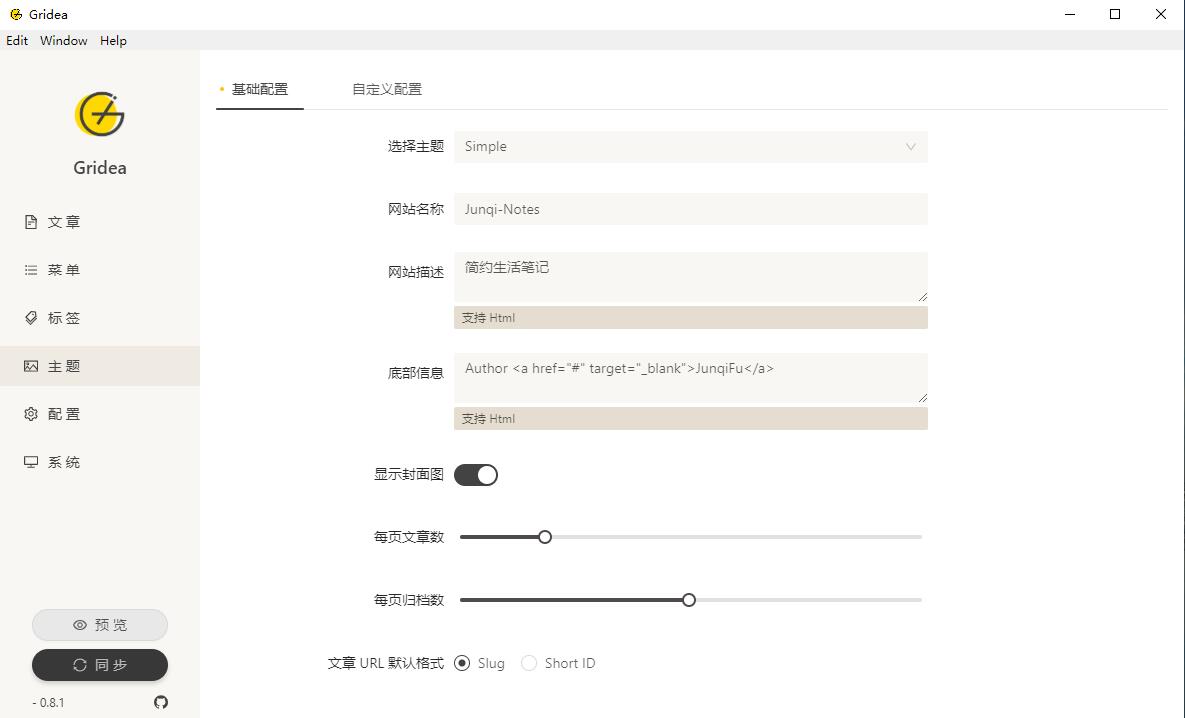 Gridea
Edit Window Help
Gridea
文章
菜单
标签
主题
配置
系统
预览
同步
- 0.8.1
基础配置 自定义配置
选择主题 Simple
网站名称 Junqi-Notes
网站描述 简约生活笔记
支持 Html
底部信息 Author <a href="#" target="_blank">JunqiFu</a>
支持 Html
显示封面图
每页文章数
每页归档数
文章 URL 默认格式 Slug Short ID